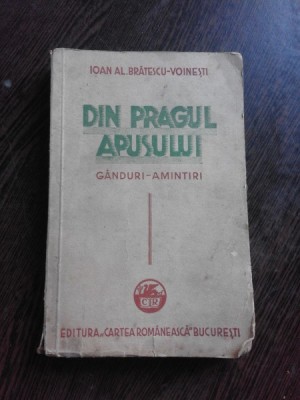 IOAN AL. BRĂTESCU-VOINEȘTI
DIN PRAGUL
APUSULUI
GÂNDURI-AMINTIRI
CR
EDITURA „CARTEA ROMÂNEASCĂ" BUCUREȘTI